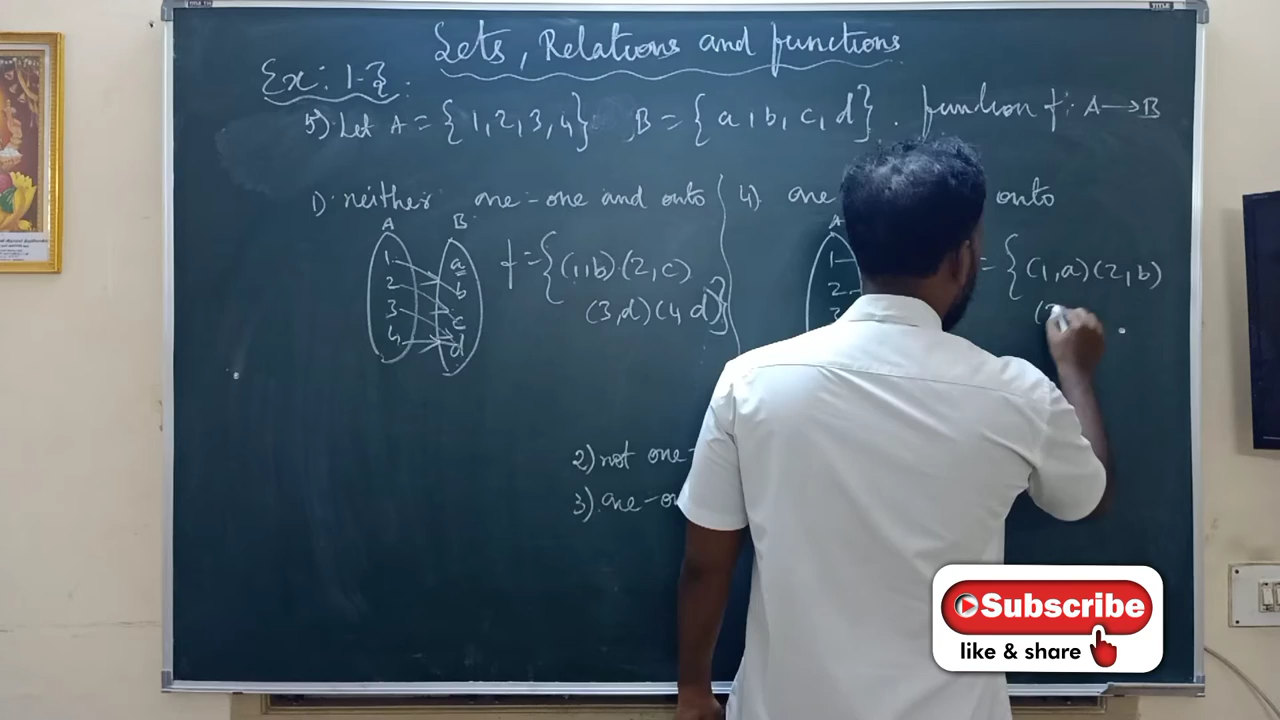 Sets, Relations and functions
Ex: 1-3.
5) Let A = { 1, 2, 3, 4 } , B = { a, b, c, d } . function f : A → B
1). neither one-one and onto
A B
1 a
2 b
3 c
4 d
f = { (1, b) (2, c)
(3, d) (4, d) }
4). one onto
A
1
2
3
= { (1, a) (2, b)
(3
2) not one-
3). one-on
Subscribe
like & share